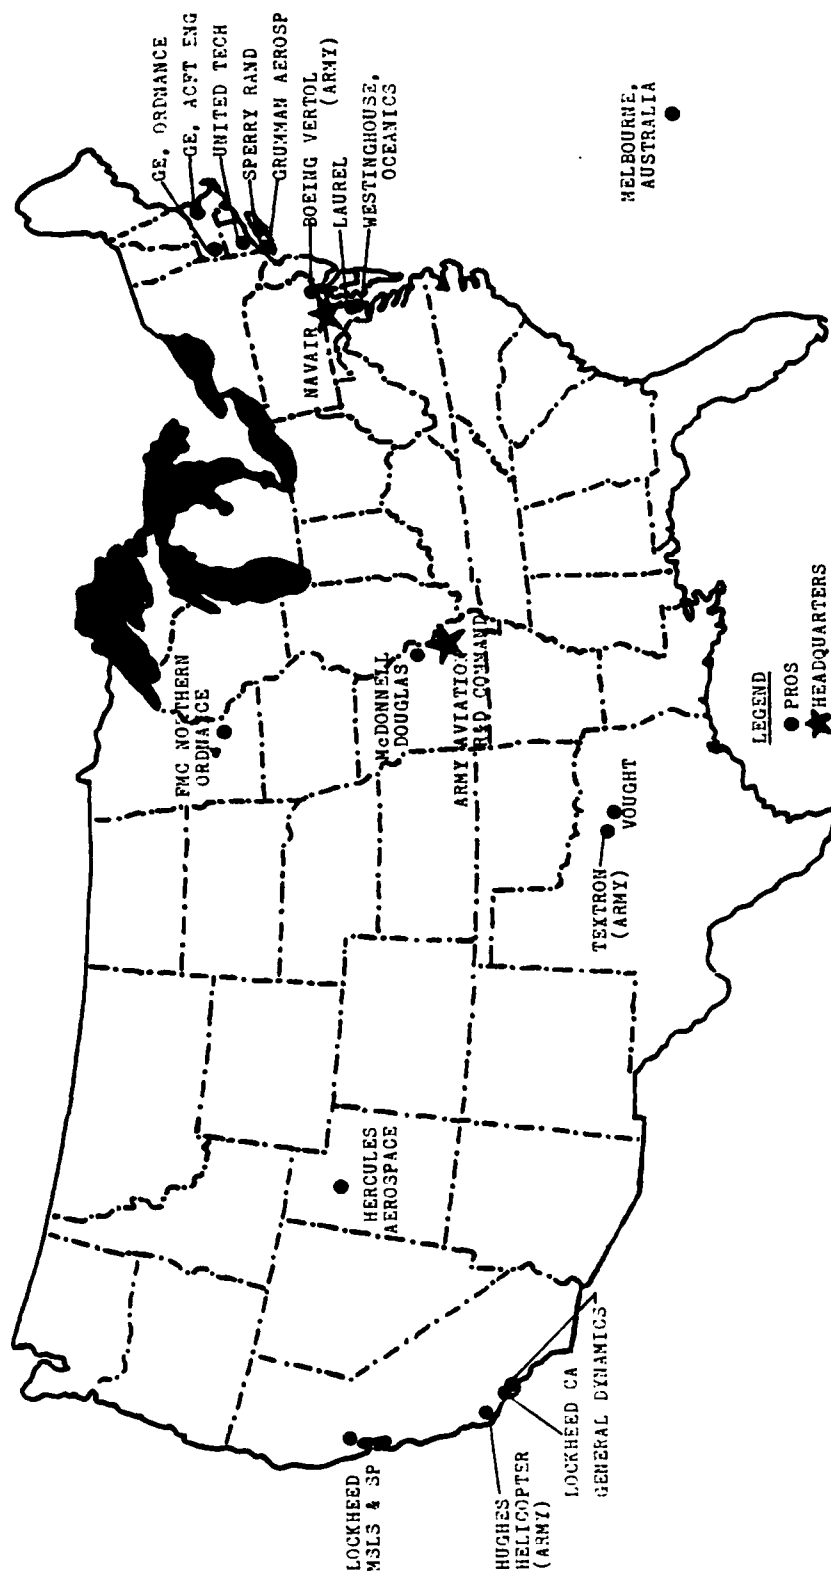 GE, ORDNANCE
GE, ACFT ENG
UNITED TECH
SPERRY RAND
GRUMMAN AEROSP
BOEING VERTOL
(ARMY)
LAUREL
WESTINGHOUSE,
OCEANICS
NAVAIR
MELBOURNE,
AUSTRALIA
FMC NORTHERN
ORDNANCE
McDONNELL
DOUGLAS
ARMY AVIATION
R&D COMMAND
TEXTRON
(ARMY)
VOUGHT
HERCULES
AEROSPACE
LOCKHEED
MSLS & SP
HUGHES
HELICOPTER
(ARMY)
LOCKHEED CA
GENERAL DYNAMICS
LEGEND
PROS
HEADQUARTERS